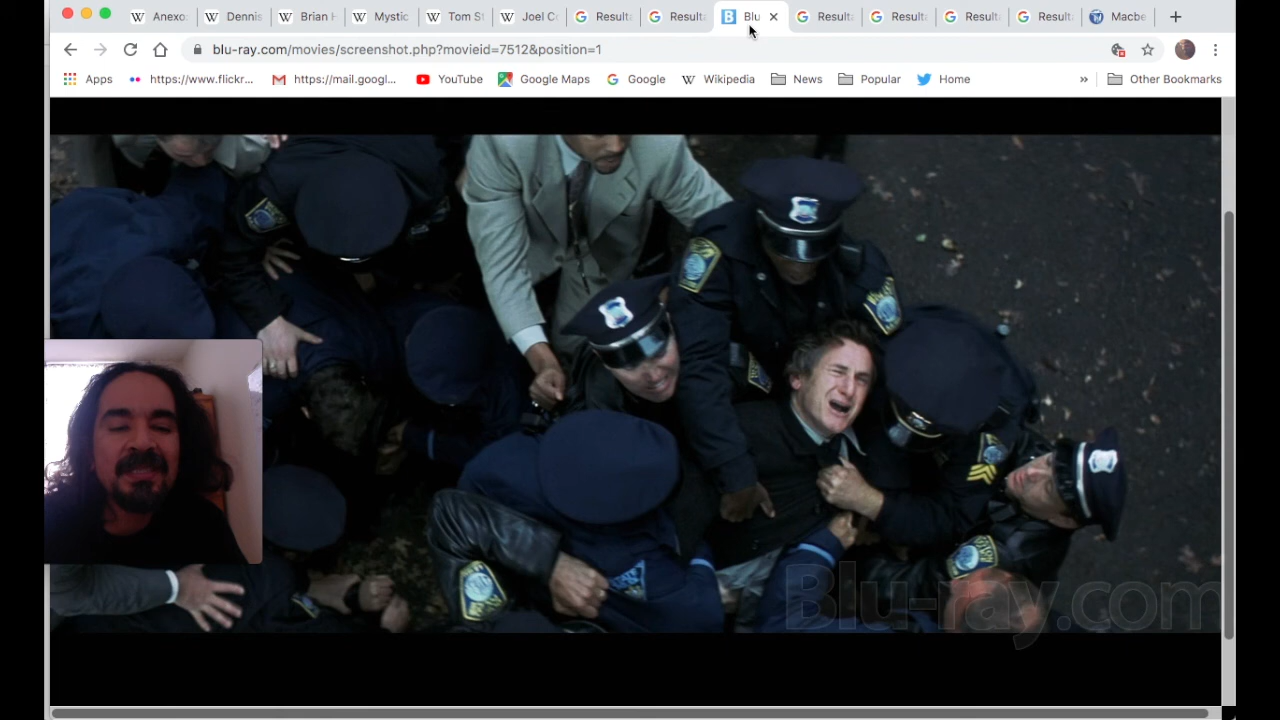 Anexo:
Dennis
Brian H
Mystic
Tom St
Joel Co
Result
Result
Blu
Result
Result
Result
Result
Macbe
blu-ray.com/movies/screenshot.php?movieid=7512&position=1
Apps
https://www.flickr...
https://mail.googl...
YouTube
Google Maps
Google
Wikipedia
News
Popular
Home
»
Other Bookmarks
Blu-ray.com